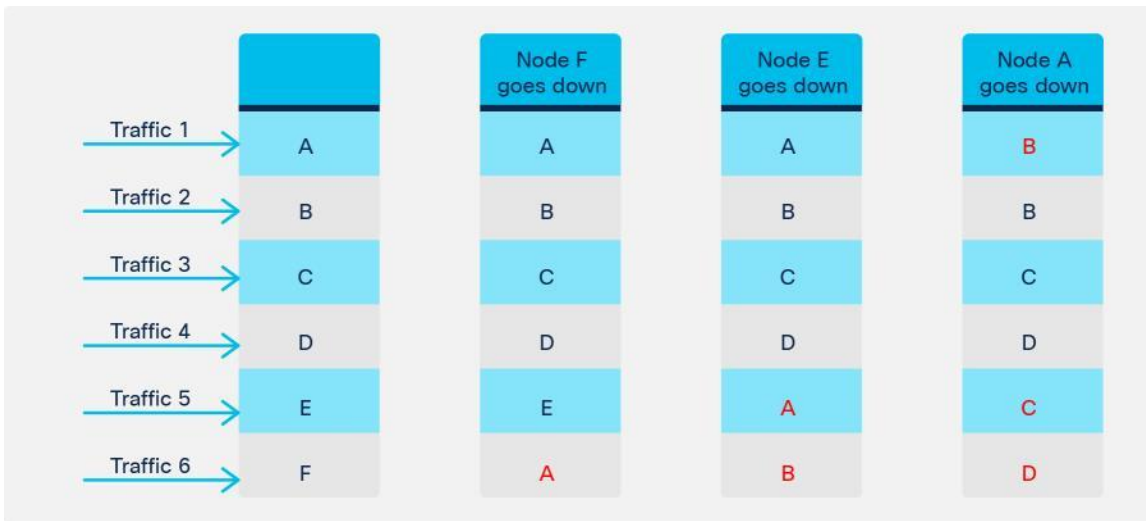 Node F
goes down
Node E
goes down
Node A
goes down
Traffic 1
A
A
A
B
Traffic 2
B
B
B
B
Traffic 3
C
C
C
C
Traffic 4
D
D
D
D
Traffic 5
E
E
A
C
Traffic 6
F
A
B
D